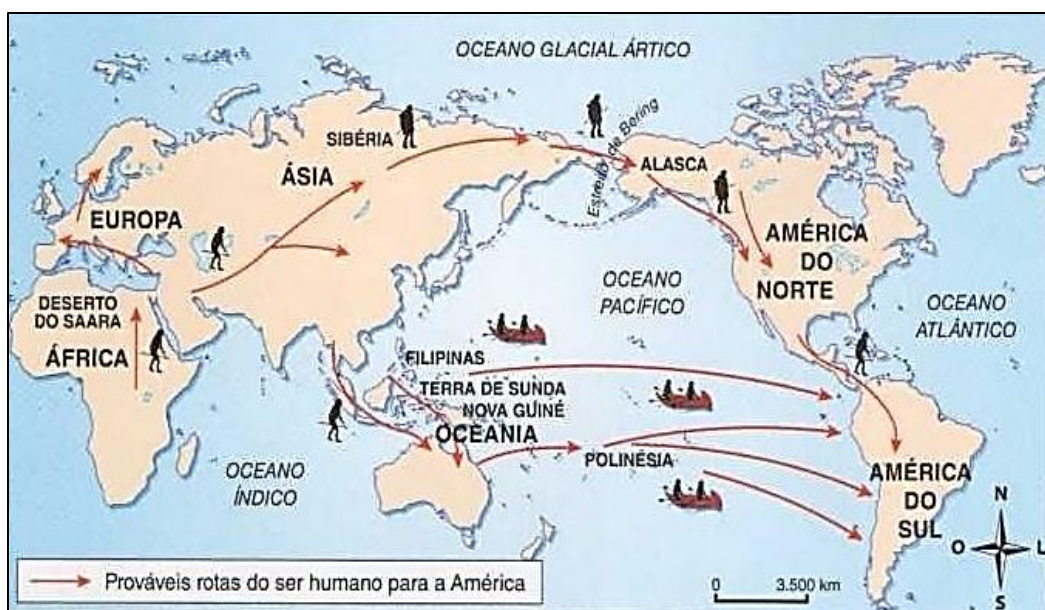 OCEANO GLACIAL ÁRTICO
SIBÉRIA
Estreito de Bering
ALASCA
ÁSIA
EUROPA
AMÉRICA
DO
NORTE
OCEANO
PACÍFICO
OCEANO
ATLÂNTICO
DESERTO
DO SAARA
ÁFRICA
FILIPINAS
TERRA DE SUNDA
NOVA GUINÉ
OCEANIA
POLINÉSIA
OCEANO
ÍNDICO
AMÉRICA
DO
SUL
N
O L
S
Prováveis rotas do ser humano para a América
0 3.500 km